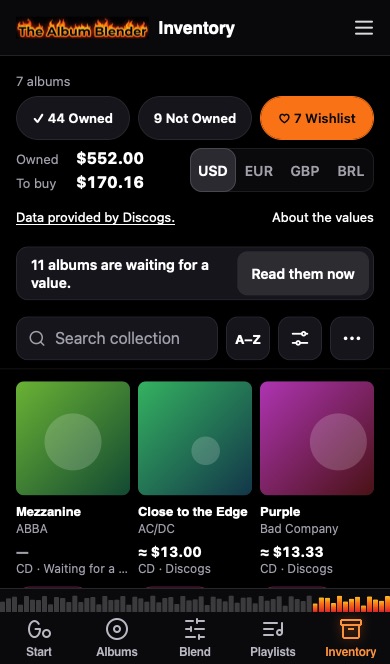 The Album Blender Inventory
7 albums
✓ 44 Owned
9 Not Owned
♡ 7 Wishlist
Owned $552.00
To buy $170.16
USD EUR GBP BRL
Data provided by Discogs.
About the values
11 albums are waiting for a
value.
Read them now
Search collection
A–Z
Mezzanine
ABBA
—
CD · Waiting for a ...
Close to the Edge
AC/DC
≈ $13.00
CD · Discogs
Purple
Bad Company
≈ $13.33
CD · Discogs
Start
Albums
Blend
Playlists
Inventory